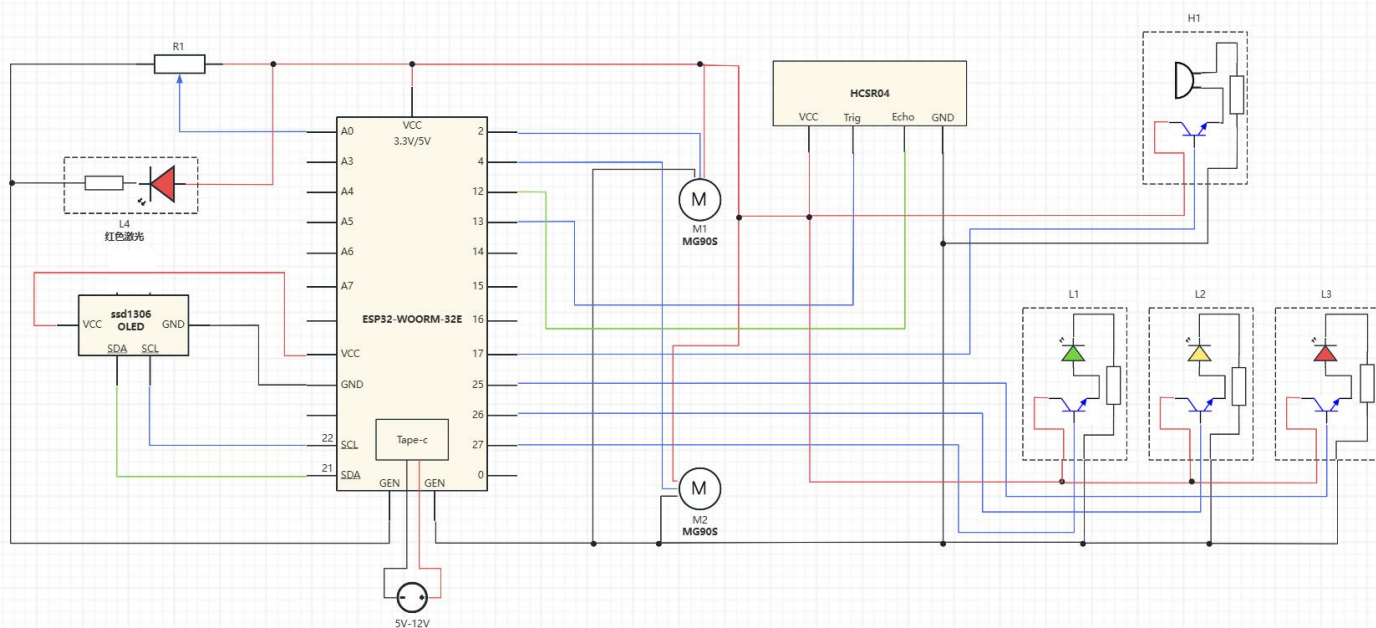 H1
R1
HCSR04
VCC Trig Echo GND
VCC
3.3V/5V
A0
A3
A4
A5
A6
A7
VCC
GND
22 SCL
21 SDA
2
4
12
13
14
15
16
17
25
26
27
0
ESP32-WOORM-32E
Tape-c
GEN GEN
L4
红色激光
ssd1306
OLED
VCC GND
SDA SCL
M
M1
MG90S
M
M2
MG90S
L1 L2 L3
5V-12V